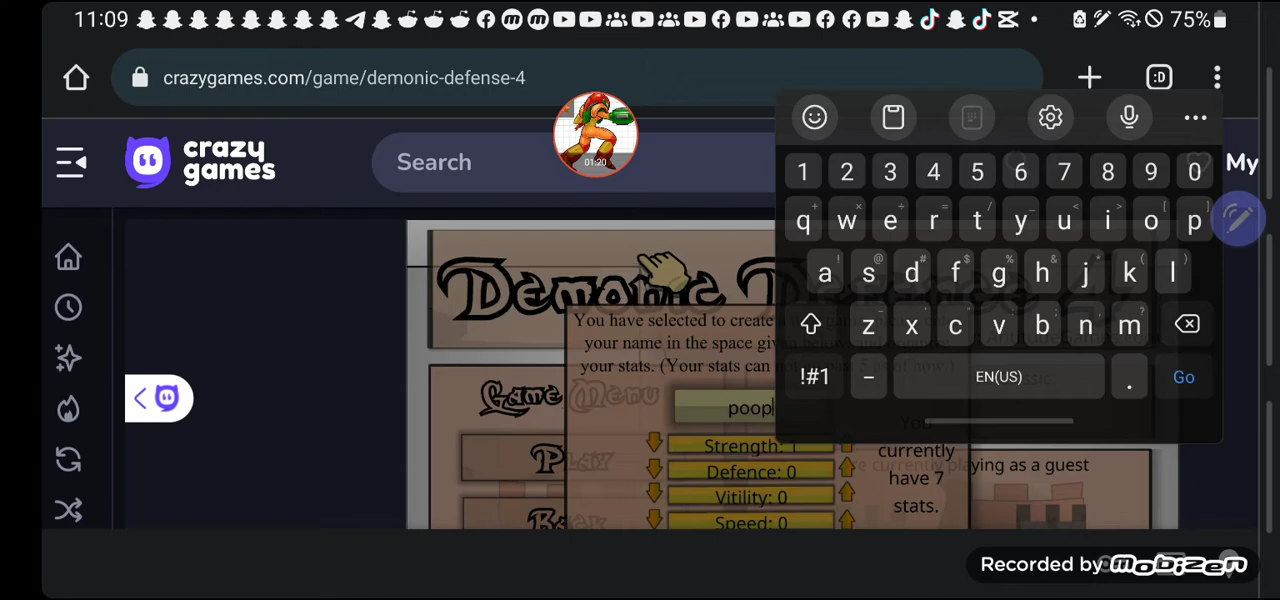 11:09
75%
crazygames.com/game/demonic-defense-4
:D
crazy
games
Search
01:20
My
1 2 3 4 5 6 7 8 9 0
q w e r t y u i o p
a s d f g h j k l
z x c v b n m
!#1
EN(US)
.
Go
Demonic D
You have selected to create
your name in the space given
your stats. (Your stats can
Game Menu
poop
Strength: 1
Defence: 0
Vitility: 0
Speed: 0
You
currently
have 7
stats.
re currently playing as a guest
Play
Recorded by mobizen